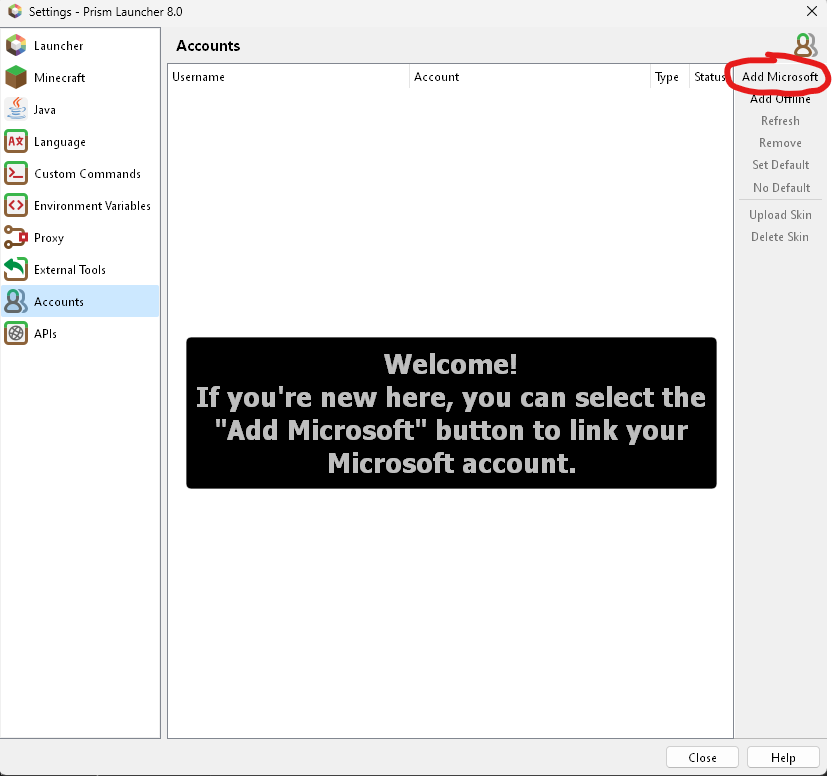 Settings - Prism Launcher 8.0
Launcher
Minecraft
Java
Language
Custom Commands
Environment Variables
Proxy
External Tools
Accounts
APIs
Accounts
Username Account Type Status
Add Microsoft
Add Offline
Refresh
Remove
Set Default
No Default
Upload Skin
Delete Skin
Welcome!
If you're new here, you can select the
"Add Microsoft" button to link your
Microsoft account.
Close Help